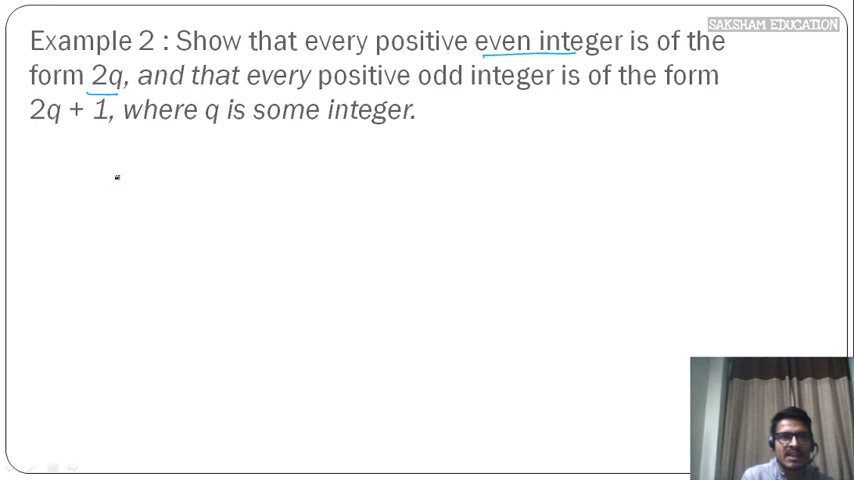 SAKSHAM EDUCATION
Example 2 : Show that every positive even integer is of the
form 2q, and that every positive odd integer is of the form
2q + 1, where q is some integer.